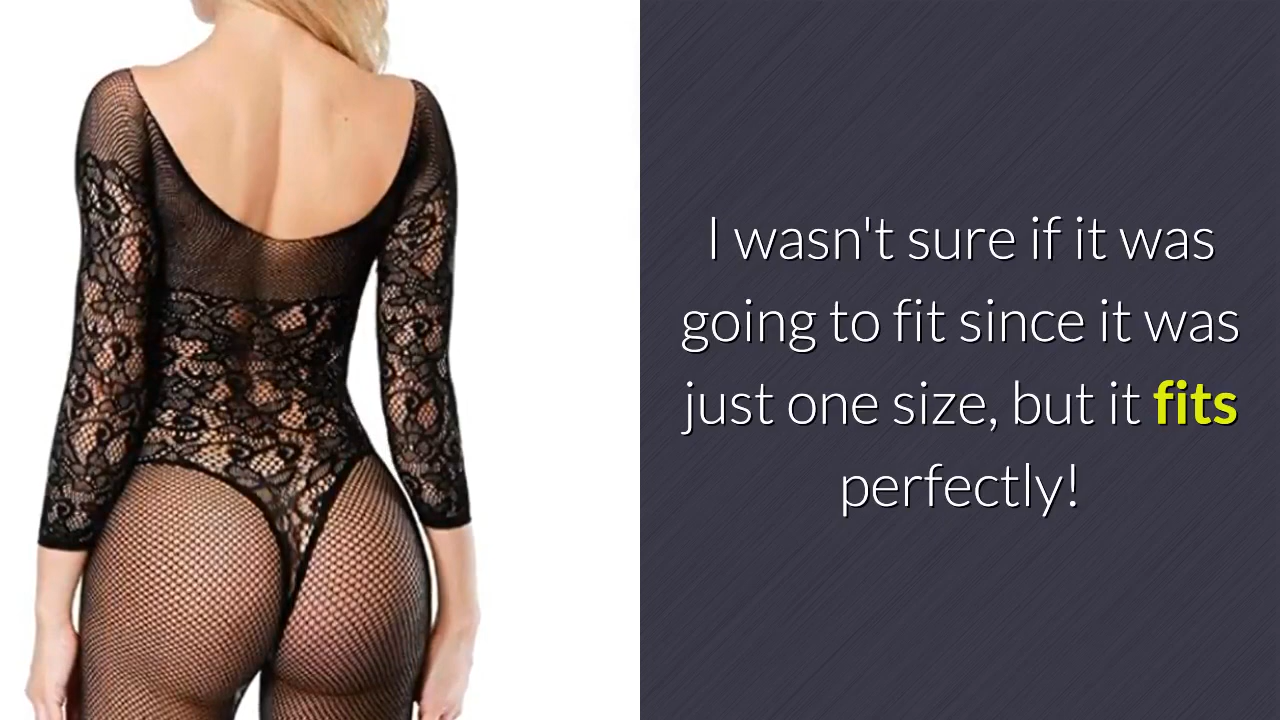 I wasn't sure if it was
going to fit since it was
just one size, but it fits
perfectly!